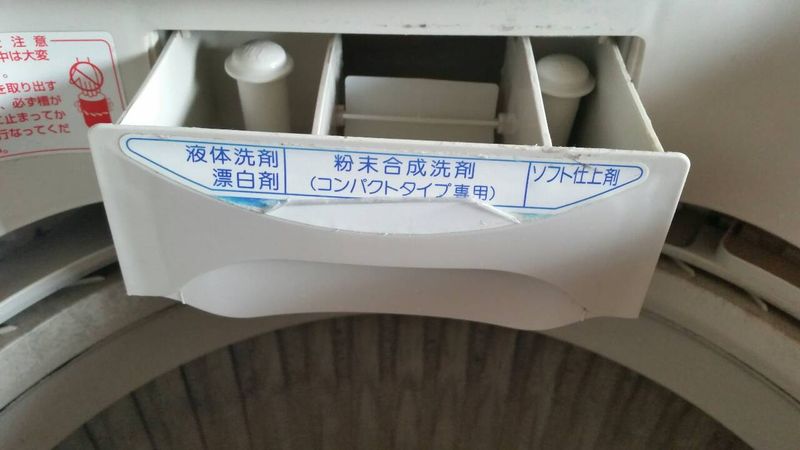 注意
中は大変
。
を取り出す
、必ず槽が
に止まってか
行なってくだ
液体洗剤
漂白剤
粉末合成洗剤
(コンパクトタイプ専用)
ソフト仕上剤